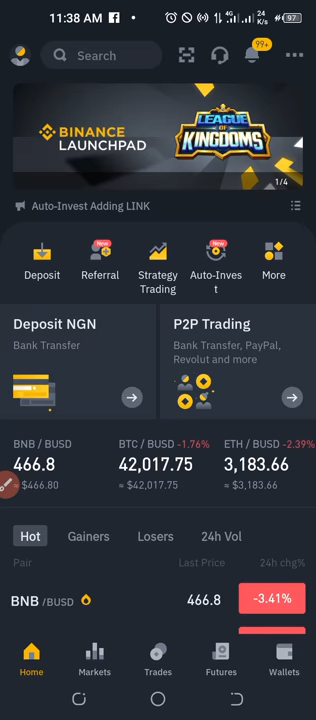 11:38 AM
4G
24
K/s
97
Search
99+
BINANCE
LAUNCHPAD
LEAGUE
OF
KINGDOMS
1/4
Auto-Invest Adding LINK
New
New
Deposit
Referral
Strategy
Trading
Auto-Inves
t
More
Deposit NGN
Bank Transfer
P2P Trading
Bank Transfer, PayPal,
Revolut and more
BNB / BUSD
466.8
≈ $466.80
BTC / BUSD -1.76%
42,017.75
≈ $42,017.75
ETH / BUSD -2.39%
3,183.66
≈ $3,183.66
Hot Gainers Losers 24h Vol
Pair Last Price 24h chg%
BNB /BUSD 466.8 -3.41%
Home Markets Trades Futures Wallets